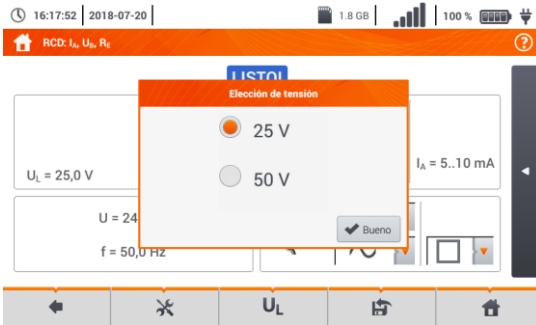 16:17:52 2018-07-20 1.8 GB 100 %
RCD: IA, UB, RE
¡LISTO!
Elección de tensión
25 V
50 V
UL = 25,0 V
IA = 5..10 mA
U = 24
Bueno
f = 50,0 Hz
UL